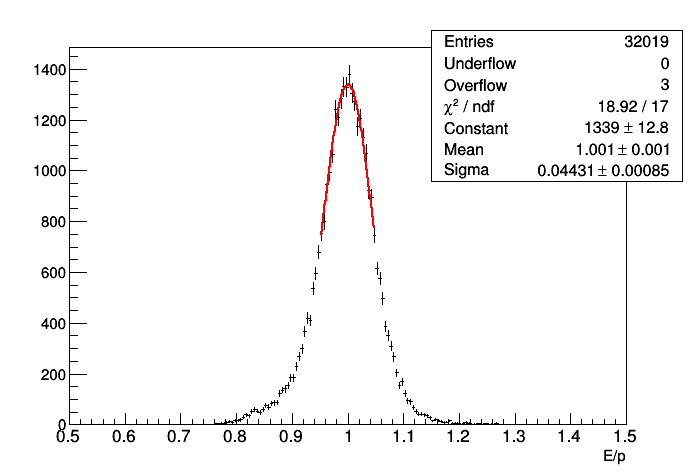 Entries 32019
Underflow 0
Overflow 3
χ² / ndf 18.92 / 17
Constant 1339 ± 12.8
Mean 1.001 ± 0.001
Sigma 0.04431 ± 0.00085
1400
1200
1000
800
600
400
200
0
0.5 0.6 0.7 0.8 0.9 1 1.1 1.2 1.3 1.4 1.5
E/p